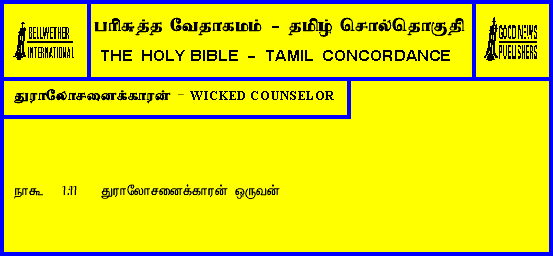 BELLWETHER
INTERNATIONAL
பரிசுத்த வேதாகமம் - தமிழ் சொல்தொகுதி
THE HOLY BIBLE - TAMIL CONCORDANCE
GOOD NEWS
PUBLISHERS
துராலோசனைக்காரன் - WICKED COUNSELOR
நாகூ 1:11 துராலோசனைக்காரன் ஒருவன்